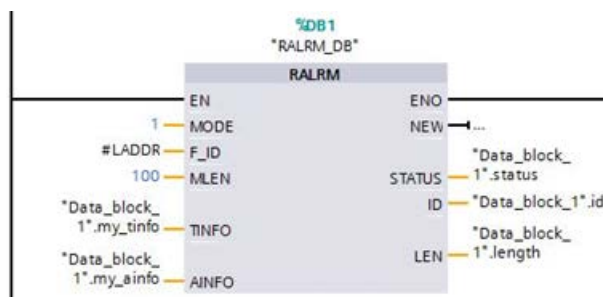 %DB1
"RALRM_DB"
RALRM
EN ENO
1 MODE NEW ...
#LADDR F_ID
100 MLEN
"Data_block_
STATUS 1".status
"Data_block_ ID "Data_block_1".id
1".my_tinfo TINFO
"Data_block_
LEN 1".length
"Data_block_
1".my_ainfo AINFO